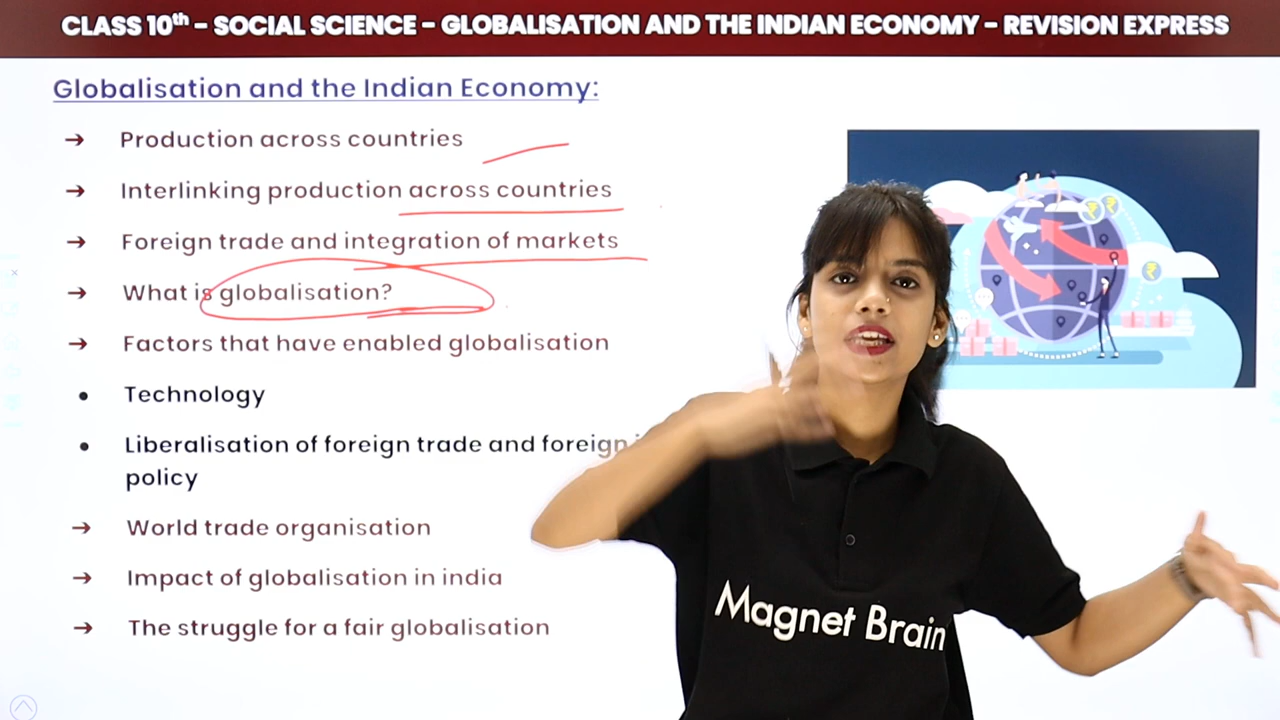 CLASS 10th – SOCIAL SCIENCE – GLOBALISATION AND THE INDIAN ECONOMY – REVISION EXPRESS
Globalisation and the Indian Economy:
→ Production across countries
→ Interlinking production across countries
→ Foreign trade and integration of markets
→ What is globalisation?
→ Factors that have enabled globalisation
• Technology
• Liberalisation of foreign trade and foreign
policy
→ World trade organisation
→ Impact of globalisation in india
→ The struggle for a fair globalisation
Magnet Brain